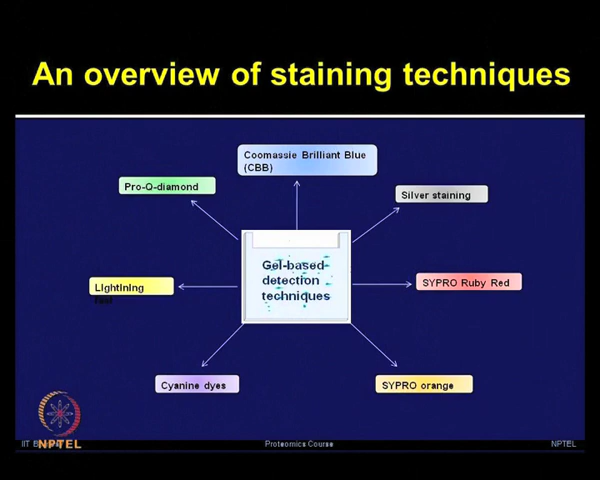 An overview of staining techniques
Coomassie Brilliant Blue
(CBB)
Pro-Q-diamond
Silver staining
Gel-based
detection
techniques
Lightining
SYPRO Ruby Red
Cyanine dyes
SYPRO orange
IIT
NPTEL
Proteomics Course
NPTEL